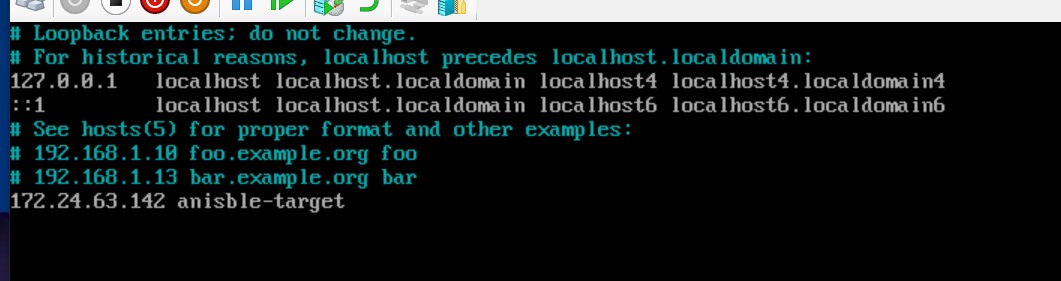 # Loopback entries; do not change.
# For historical reasons, localhost precedes localhost.localdomain:
127.0.0.1   localhost localhost.localdomain localhost4 localhost4.localdomain4
::1         localhost localhost.localdomain localhost6 localhost6.localdomain6
# See hosts(5) for proper format and other examples:
# 192.168.1.10 foo.example.org foo
# 192.168.1.13 bar.example.org bar
172.24.63.142 anisble-target